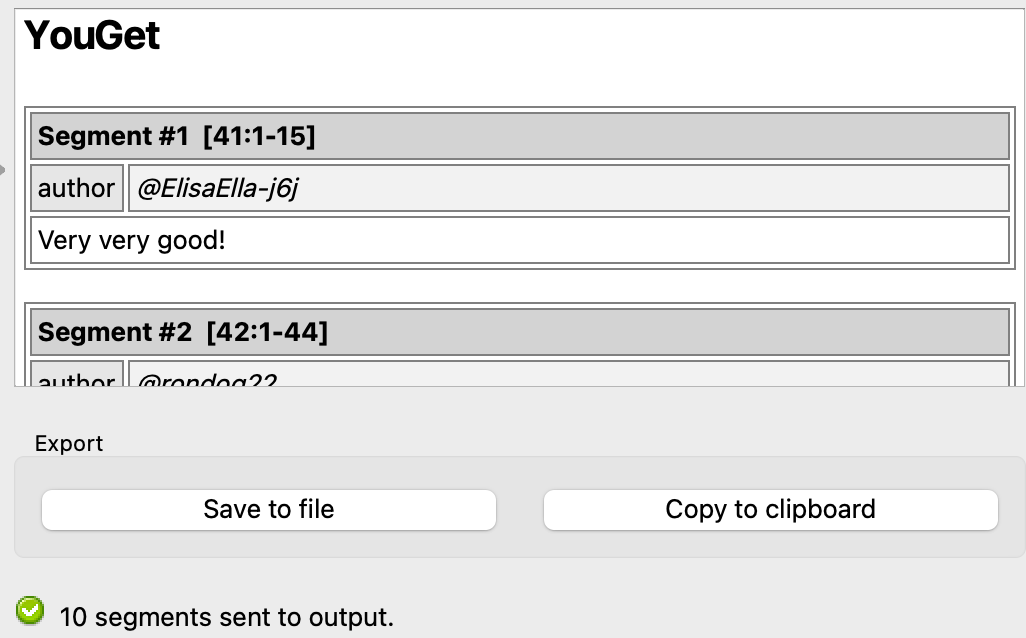 YouGet
Segment #1 [41:1-15]
author @ElisaElla-j6j
Very very good!
Segment #2 [42:1-44]
author @rondog22
Export
Save to file Copy to clipboard
10 segments sent to output.